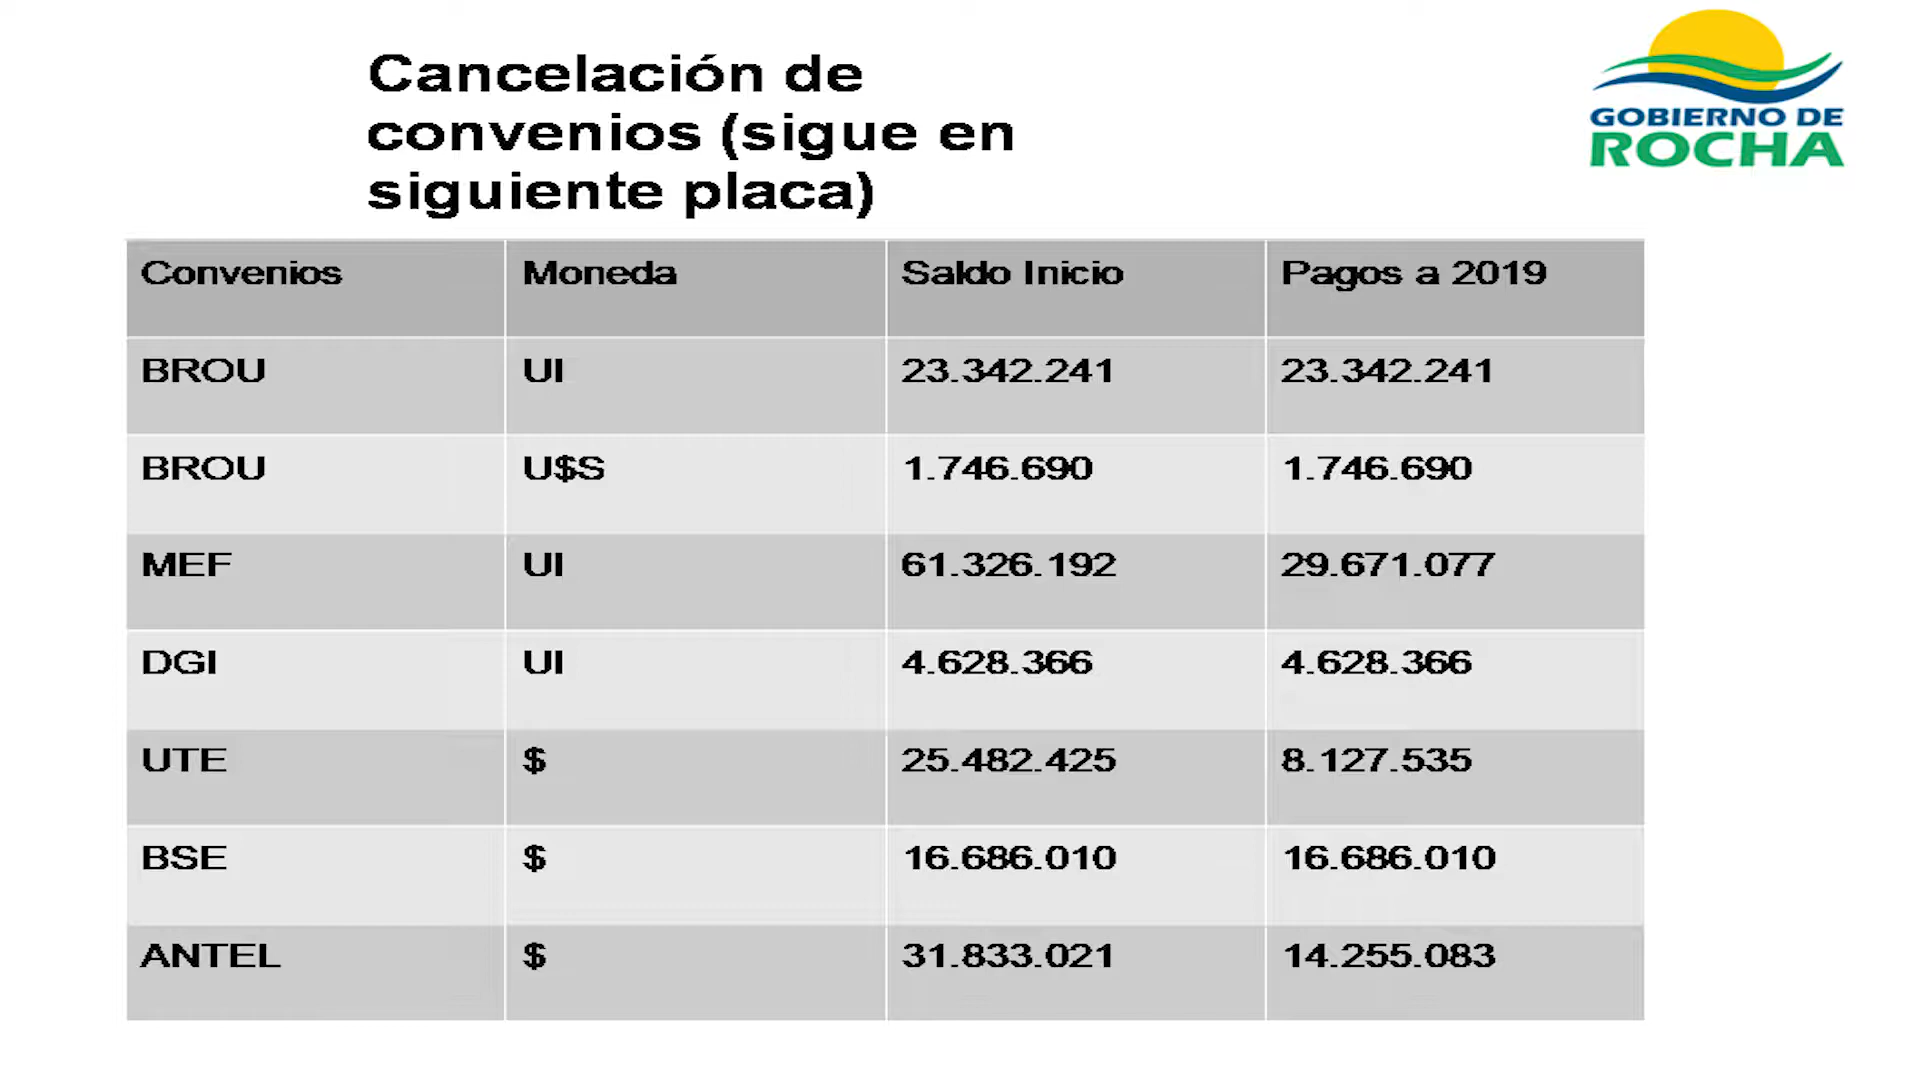 Cancelación de
convenios (sigue en
siguiente placa)
GOBIERNO DE
ROCHA
Convenios Moneda Saldo Inicio Pagos a 2019
BROU UI 23.342.241 23.342.241
BROU U$S 1.746.690 1.746.690
MEF UI 61.326.192 29.671.077
DGI UI 4.628.366 4.628.366
UTE $ 25.482.425 8.127.535
BSE $ 16.686.010 16.686.010
ANTEL $ 31.833.021 14.255.083